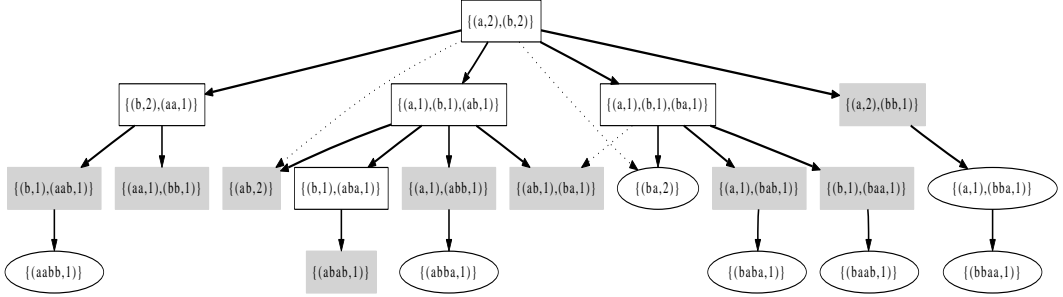 {(a,2),(b,2)}
{(b,2),(aa,1)}
{(a,1),(b,1),(ab,1)}
{(a,1),(b,1),(ba,1)}
{(a,2),(bb,1)}
{(b,1),(aab,1)}
{(aa,1),(bb,1)}
{(ab,2)}
{(b,1),(aba,1)}
{(a,1),(abb,1)}
{(ab,1),(ba,1)}
{(ba,2)}
{(a,1),(bab,1)}
{(b,1),(baa,1)}
{(a,1),(bba,1)}
{(aabb,1)}
{(abab,1)}
{(abba,1)}
{(baba,1)}
{(baab,1)}
{(bbaa,1)}